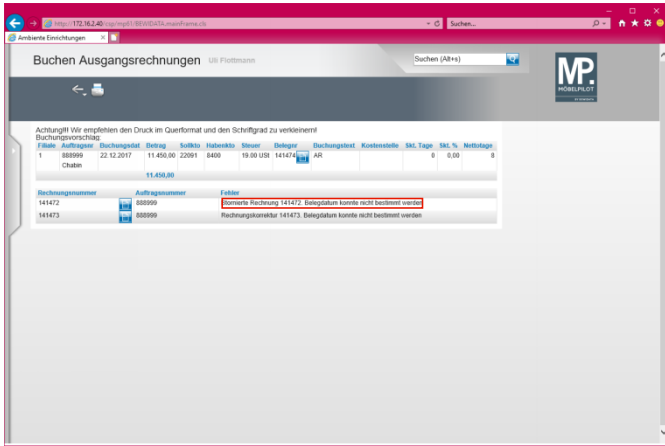 http://172.16.2.40/csp/mp61/BEWIDATA.mainFrame.cls
Suchen...
Ambiente Einrichtungen
Buchen Ausgangsrechnungen Uli Flottmann
Suchen (Alt+s)
MP.
MÖBELPILOT
Achtung!!! Wir empfehlen den Druck im Querformat und den Schriftgrad zu verkleinern!
Buchungsvorschlag:
Filiale Auftragsnr Buchungsdat Betrag Sollkto Habenkto Steuer Belegnr Buchungstext Kostenstelle Skt. Tage Skt. % Nettotage
1 888999 22.12.2017 11.450,00 22091 8400 19.00 USt 141474 AR 0 0,00 8
Chabin
11.450,00
Rechnungsnummer Auftragsnummer Fehler
141472 888999 Stornierte Rechnung 141472. Belegdatum konnte nicht bestimmt werden
141473 888999 Rechnungskorrektur 141473. Belegdatum konnte nicht bestimmt werden